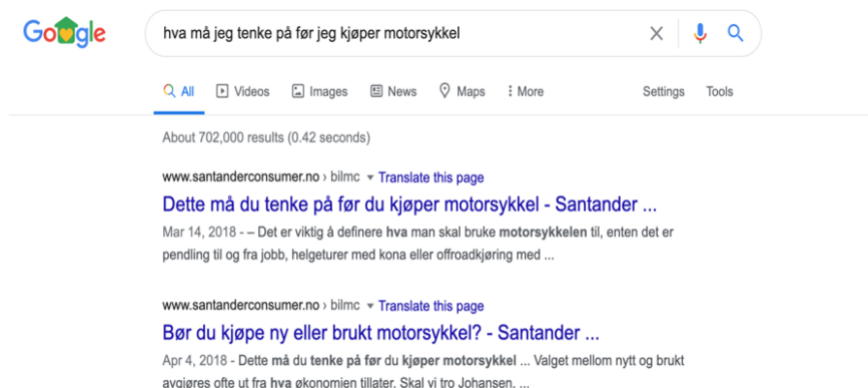 Google
hva må jeg tenke på før jeg kjøper motorsykkel
All Videos Images News Maps More Settings Tools
About 702,000 results (0.42 seconds)
www.santanderconsumer.no › bilmc Translate this page
Dette må du tenke på før du kjøper motorsykkel - Santander ...
Mar 14, 2018 - – Det er viktig å definere hva man skal bruke motorsykkelen til, enten det er
pendling til og fra jobb, helgeturer med kona eller offroadkjøring med ...
www.santanderconsumer.no › bilmc Translate this page
Bør du kjøpe ny eller brukt motorsykkel? - Santander ...
Apr 4, 2018 - Dette må du tenke på før du kjøper motorsykkel ... Valget mellom nytt og brukt
avgjøres ofte ut fra hva økonomien tillater. Skal vi tro Johansen, ...